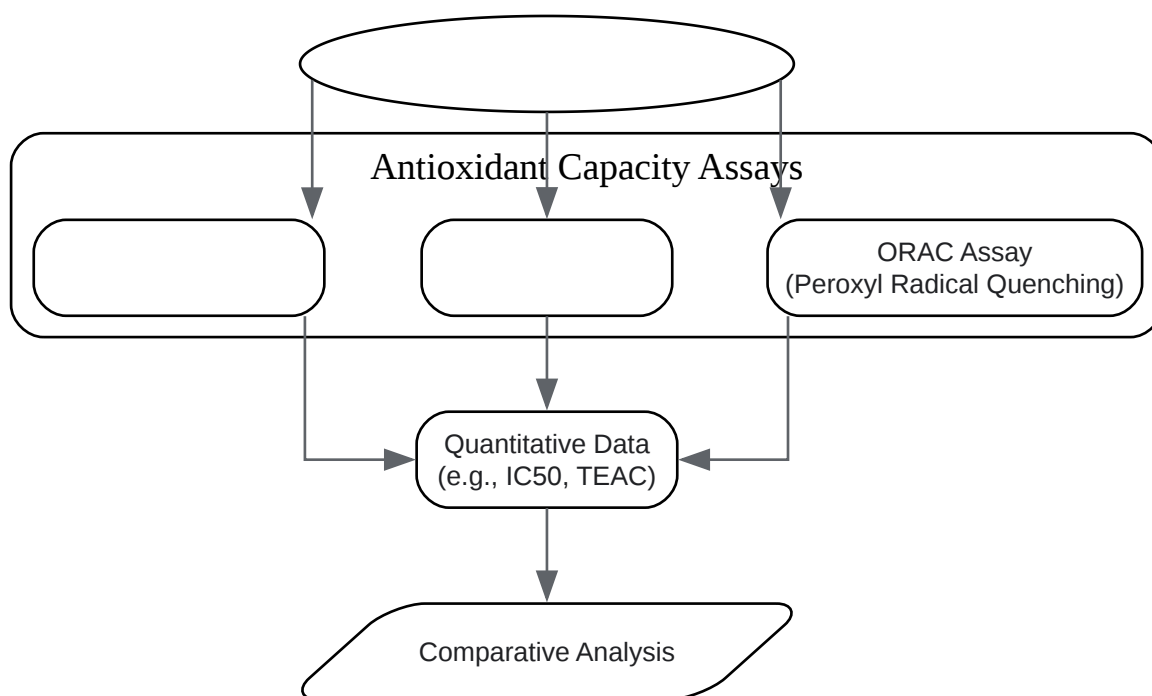 Antioxidant Capacity Assays
ORAC Assay
(Peroxyl Radical Quenching)
Quantitative Data
(e.g., IC50, TEAC)
Comparative Analysis